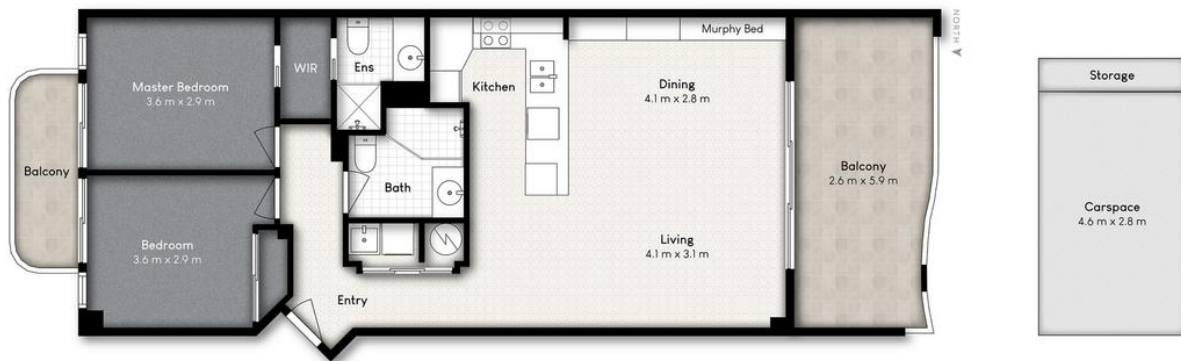 Murphy Bed
NORTH
Storage
WIR
Ens
Master Bedroom
3.6 m x 2.9 m
Kitchen
Dining
4.1 m x 2.8 m
Balcony
Balcony
2.6 m x 5.9 m
Bath
Carspace
4.6 m x 2.8 m
Bedroom
3.6 m x 2.9 m
Living
4.1 m x 3.1 m
Entry